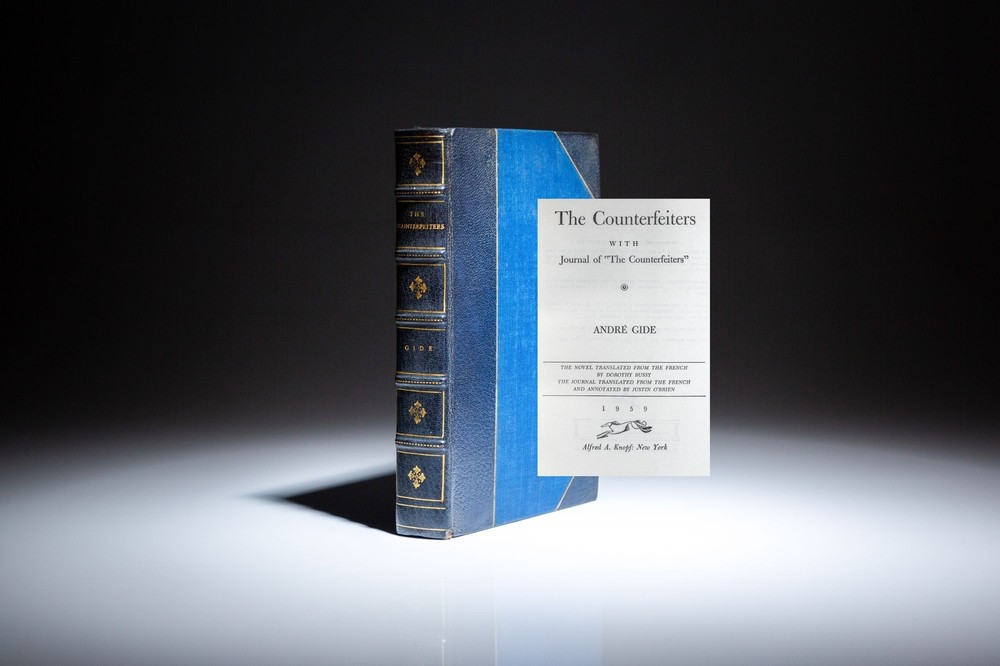 THE
COUNTERFEITERS
GIDE
The Counterfeiters
WITH
Journal of "The Counterfeiters"
ANDRÉ GIDE
THE NOVEL TRANSLATED FROM THE FRENCH
BY DOROTHY BUSSY
THE JOURNAL TRANSLATED FROM THE FRENCH
AND ANNOTATED BY JUSTIN O'BRIEN
1959
Alfred A. Knopf: New York